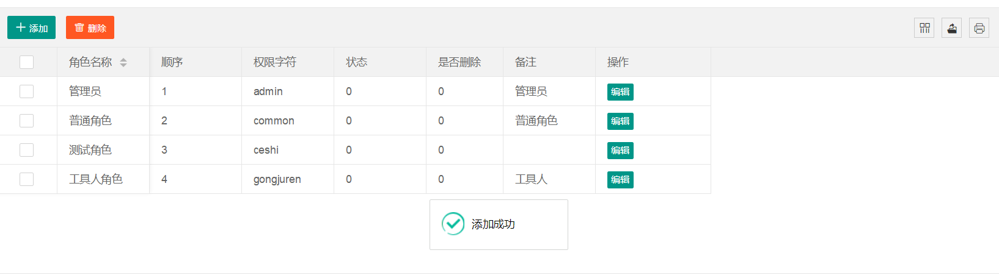 添加 删除
角色名称 顺序 权限字符 状态 是否删除 备注 操作
管理员 1 admin 0 0 管理员 编辑
普通角色 2 common 0 0 普通角色 编辑
测试角色 3 ceshi 0 0 编辑
工具人角色 4 gongjuren 0 0 工具人 编辑
添加成功